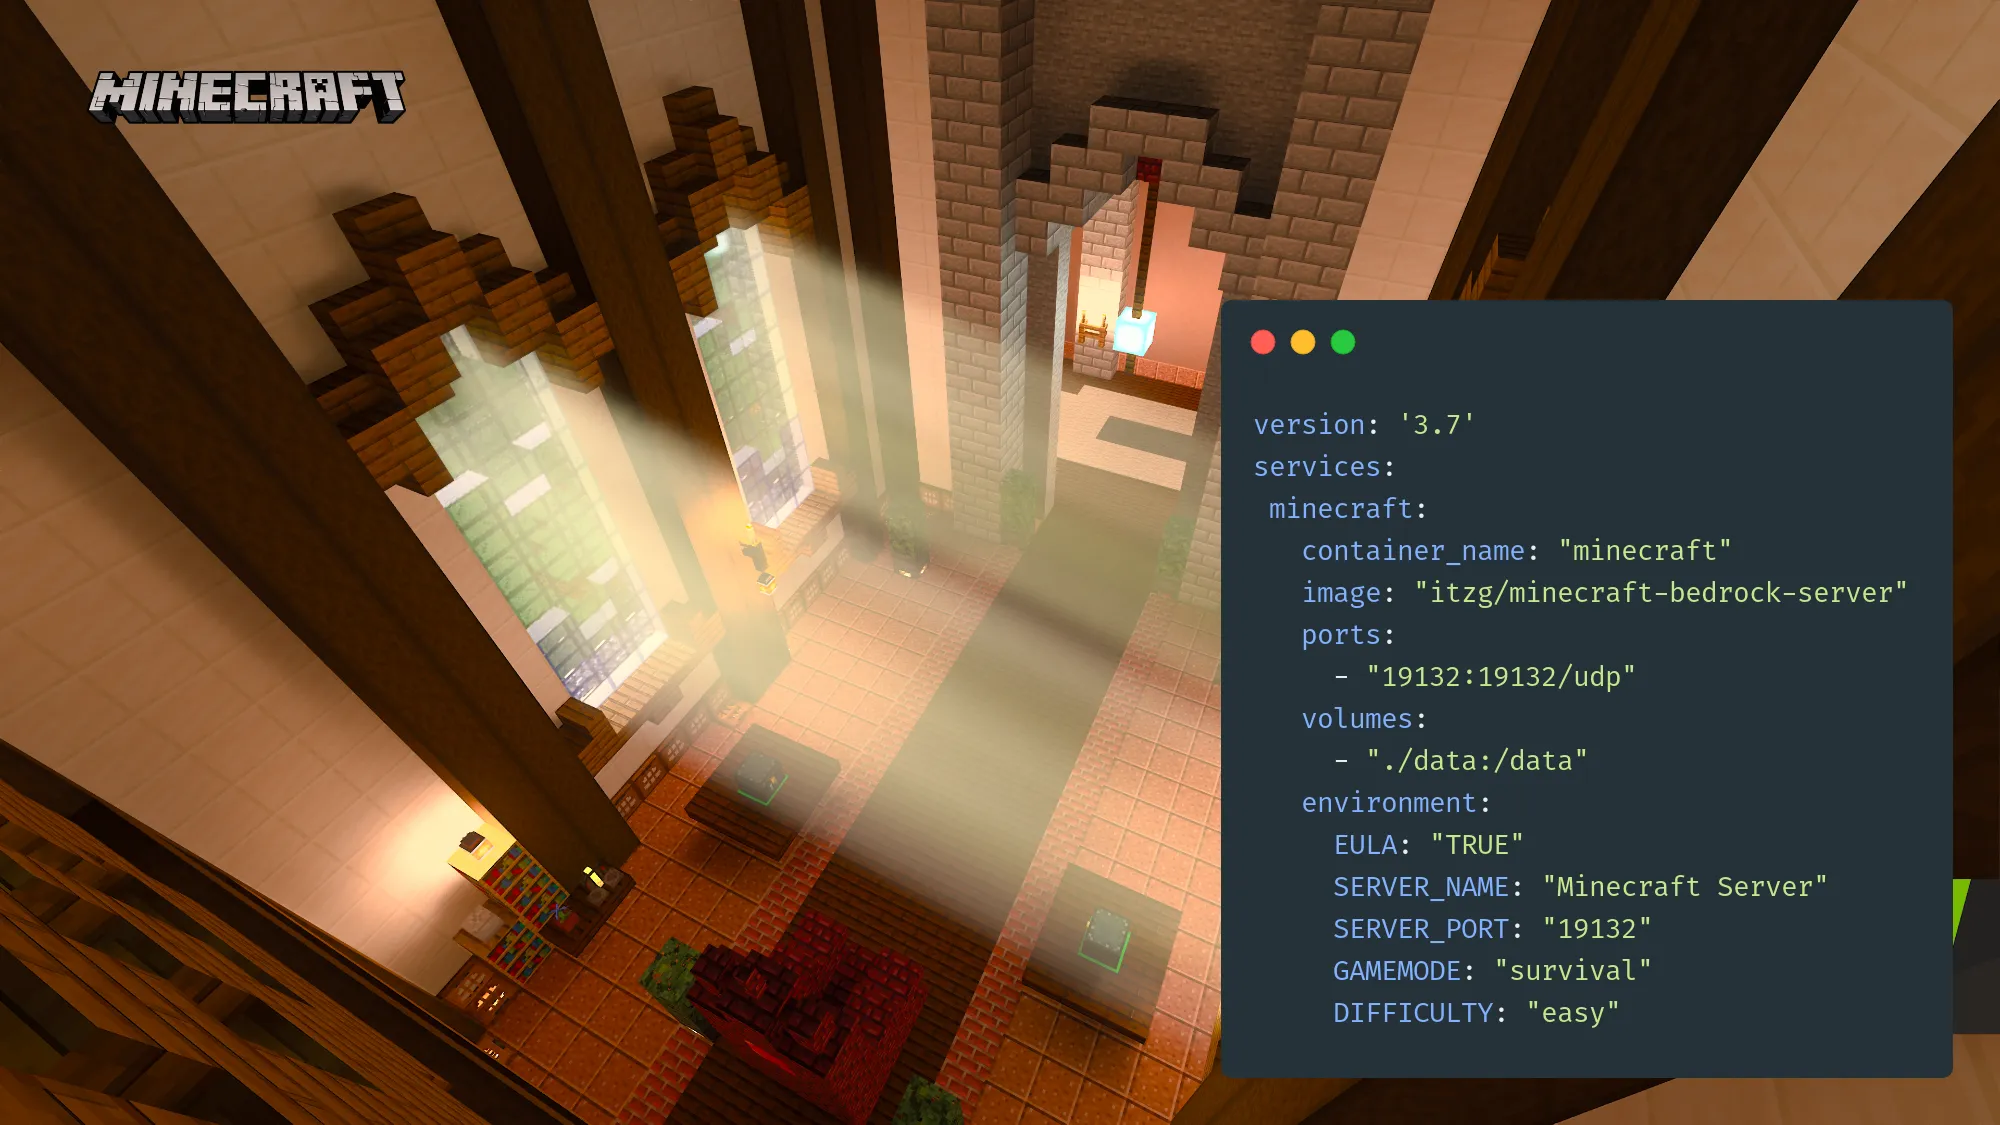 MINECRAFT
version: '3.7'
services:
 minecraft:
   container_name: "minecraft"
   image: "itzg/minecraft-bedrock-server"
   ports:
     - "19132:19132/udp"
   volumes:
     - "./data:/data"
   environment:
     EULA: "TRUE"
     SERVER_NAME: "Minecraft Server"
     SERVER_PORT: "19132"
     GAMEMODE: "survival"
     DIFFICULTY: "easy"